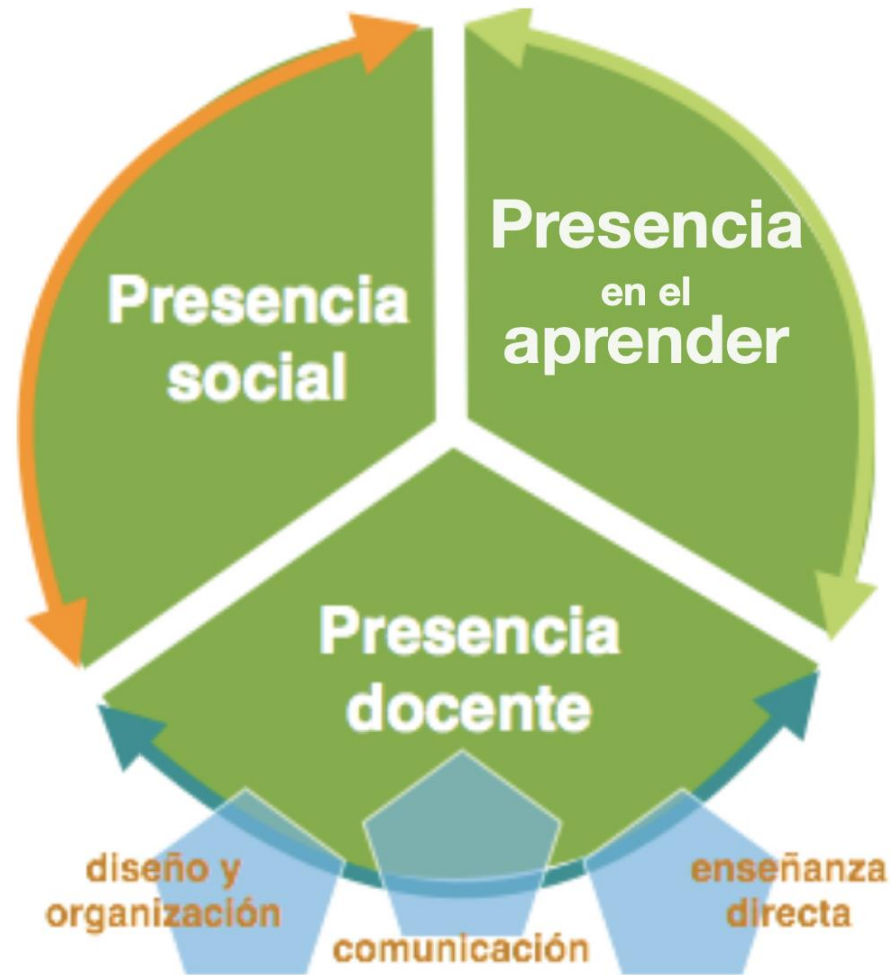 Presencia
social
Presencia
en el
aprender
Presencia
docente
diseño y
organización
comunicación
enseñanza
directa